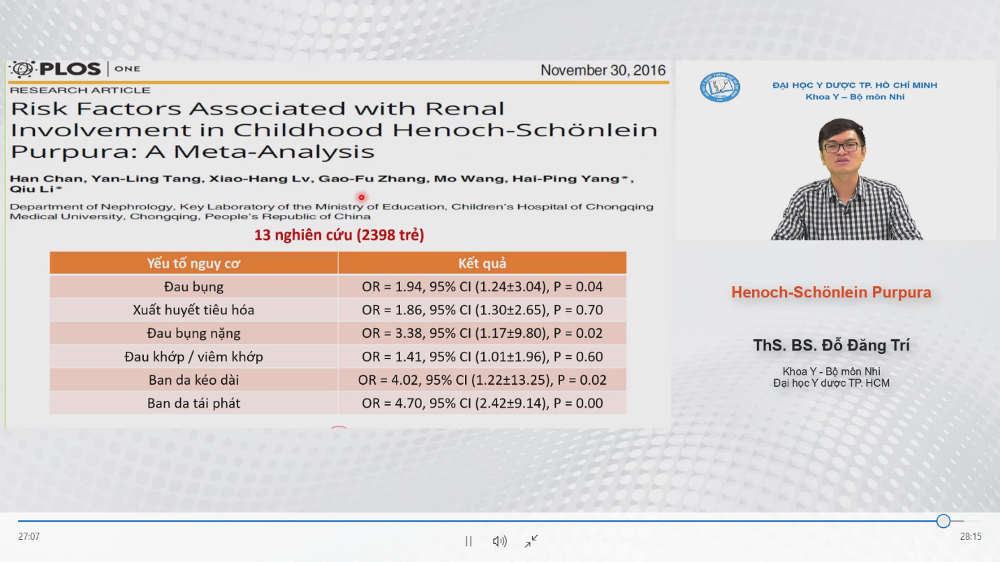 PLOS | ONE
November 30, 2016
RESEARCH ARTICLE
Risk Factors Associated with Renal
Involvement in Childhood Henoch-Schönlein
Purpura: A Meta-Analysis
Han Chan, Yan-Ling Tang, Xiao-Hang Lv, Gao-Fu Zhang, Mo Wang, Hai-Ping Yang*,
Qiu Li*
Department of Nephrology, Key Laboratory of the Ministry of Education, Children's Hospital of Chongqing
Medical University, Chongqing, People's Republic of China
13 nghiên cứu (2398 trẻ)
Yếu tố nguy cơ Kết quả
Đau bụng OR = 1.94, 95% CI (1.24±3.04), P = 0.04
Xuất huyết tiêu hóa OR = 1.86, 95% CI (1.30±2.65), P = 0.70
Đau bụng nặng OR = 3.38, 95% CI (1.17±9.80), P = 0.02
Đau khớp / viêm khớp OR = 1.41, 95% CI (1.01±1.96), P = 0.60
Ban da kéo dài OR = 4.02, 95% CI (1.22±13.25), P = 0.02
Ban da tái phát OR = 4.70, 95% CI (2.42±9.14), P = 0.00
ĐẠI HỌC Y DƯỢC TP. HỒ CHÍ MINH
Khoa Y – Bộ môn Nhi
Henoch-Schönlein Purpura
ThS. BS. Đỗ Đăng Trí
Khoa Y - Bộ môn Nhi
Đại học Y dược TP. HCM
27:07
28:15